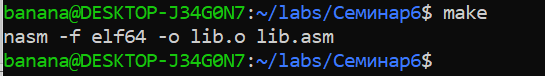 banana@DESKTOP-J34G0N7:~/labs/Семинар6$ make
nasm -f elf64 -o lib.o lib.asm
banana@DESKTOP-J34G0N7:~/labs/Семинар6$